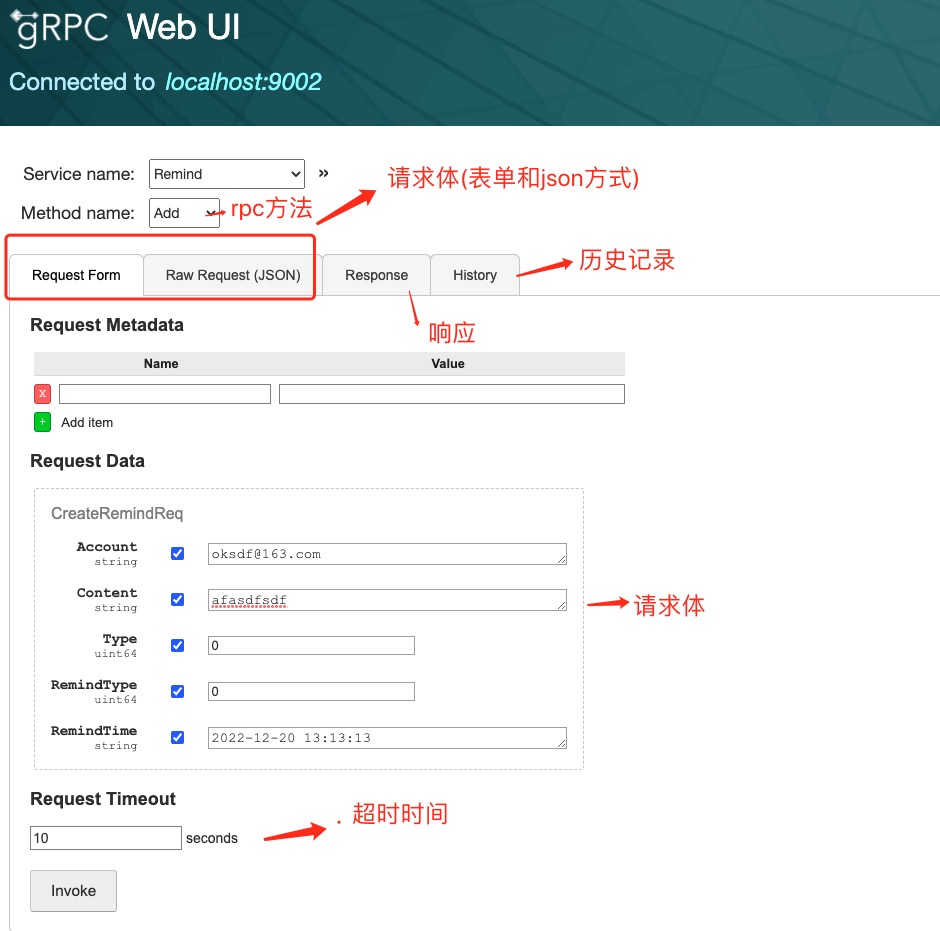 gRPC Web UI
Connected to localhost:9002
Service name: Remind »
请求体(表单和json方式)
Method name: Add rpc方法
Request Form Raw Request (JSON) Response History 历史记录
响应
Request Metadata
Name Value
x
+ Add item
Request Data
CreateRemindReq
Account oksdf@163.com
string
Content afasdfsdf 请求体
string
Type 0
uint64
RemindType 0
uint64
RemindTime 2022-12-20 13:13:13
string
Request Timeout
. 超时时间
10 seconds
Invoke